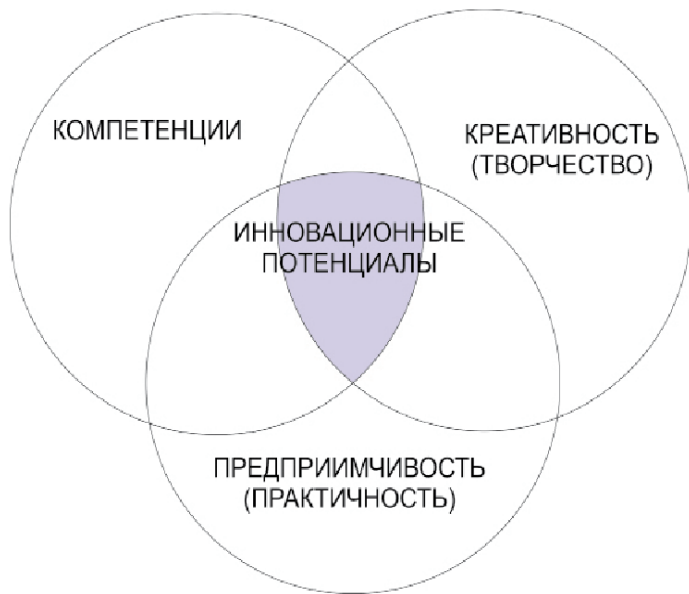 КОМПЕТЕНЦИИ
КРЕАТИВНОСТЬ
(ТВОРЧЕСТВО)
ИННОВАЦИОННЫЕ
ПОТЕНЦИАЛЫ
ПРЕДПРИИМЧИВОСТЬ
(ПРАКТИЧНОСТЬ)